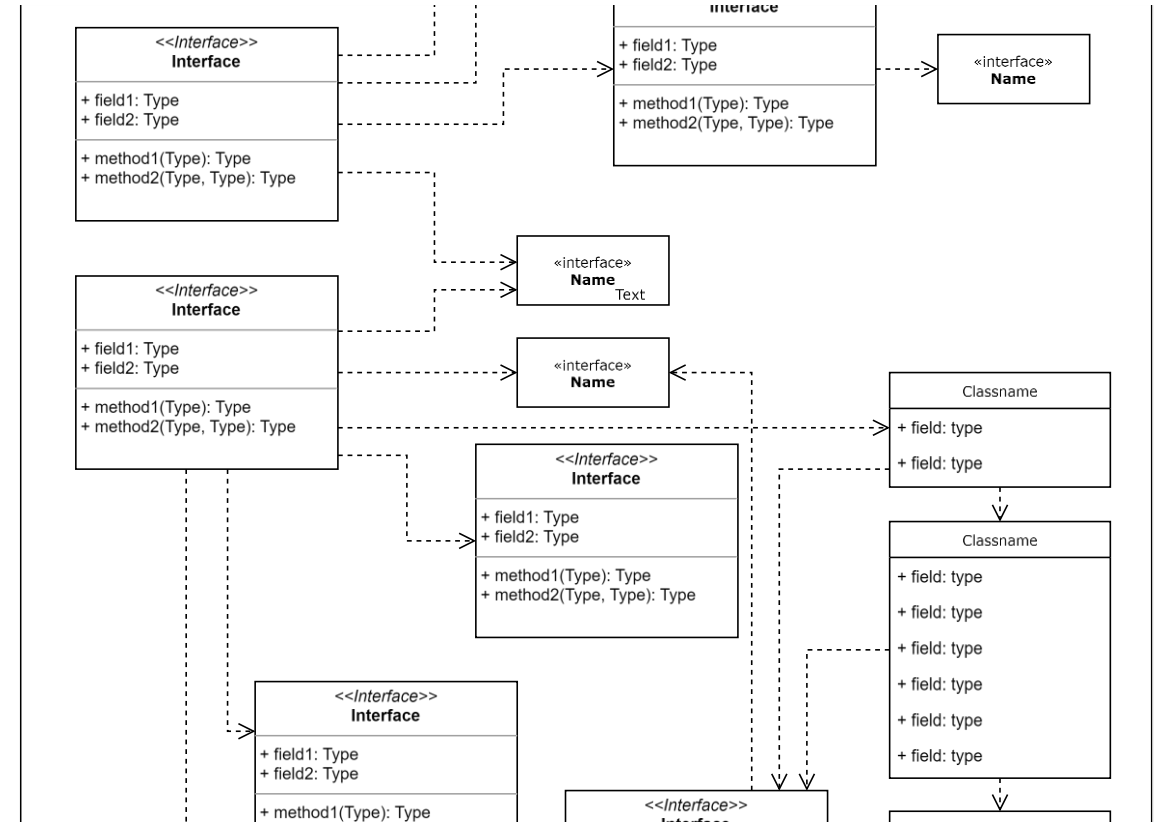 <<Interface>>
Interface
+ field1: Type
+ field2: Type
+ method1(Type): Type
+ method2(Type, Type): Type
Interface
+ field1: Type
+ field2: Type
+ method1(Type): Type
+ method2(Type, Type): Type
«interface»
Name
«interface»
Name
Text
<<Interface>>
Interface
+ field1: Type
+ field2: Type
+ method1(Type): Type
+ method2(Type, Type): Type
«interface»
Name
Classname
+ field: type
+ field: type
<<Interface>>
Interface
+ field1: Type
+ field2: Type
+ method1(Type): Type
+ method2(Type, Type): Type
Classname
+ field: type
+ field: type
+ field: type
+ field: type
+ field: type
+ field: type
<<Interface>>
Interface
+ field1: Type
+ field2: Type
+ method1(Type): Type
<<Interface>>
Interface